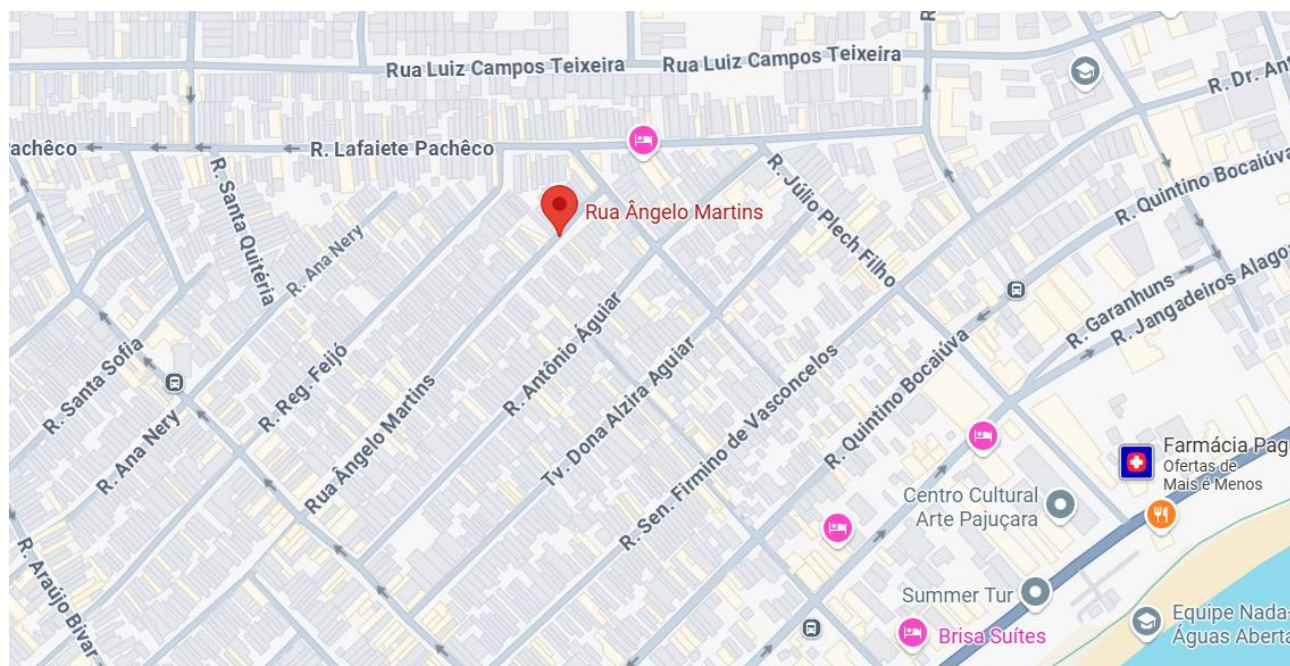 Rua Luiz Campos Teixeira
Rua Luiz Campos Teixeira
R. Dr. Ant
achêco
R. Lafaiete Pachêco
R. Santa Quitéria
R. Ana Nery
Rua Ângelo Martins
R. Júlio Plech Filho
R. Quintino Bocaiúva
R. Garanhuns
R. Jangadeiros Alagoa
R. Santa Sofia
R. Reg. Feijó
R. Antônio Aguiar
Tv. Dona Alzira Aguiar
R. Sen. Firmino de Vasconcelos
R. Quintino Bocaiúva
R. Ana Nery
Rua Ângelo Martins
R. Araújo Bivar
Farmácia Pagu
Ofertas de
Mais é Menos
Centro Cultural
Arte Pajuçara
Summer Tur
Brisa Suítes
Equipe Nada-
Águas Aberta